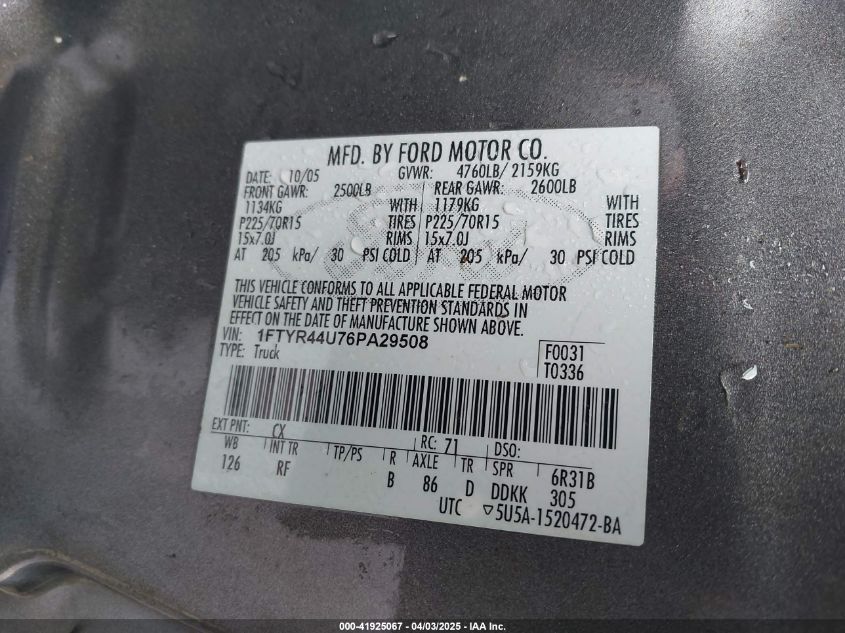 MFD. BY FORD MOTOR CO.
DATE: 10/05 GVWR: 4760LB/ 2159KG
FRONT GAWR: 2500LB REAR GAWR: 2600LB
1134KG WITH 1179KG WITH
P225/70R15 TIRES P225/70R15 TIRES
15x7.0J RIMS 15x7.0J RIMS
AT 205 kPa/ 30 PSI COLD AT 205 kPa/ 30 PSI COLD
THIS VEHICLE CONFORMS TO ALL APPLICABLE FEDERAL MOTOR
VEHICLE SAFETY AND THEFT PREVENTION STANDARDS IN
EFFECT ON THE DATE OF MANUFACTURE SHOWN ABOVE.
VIN: 1FTYR44U76PA29508 F0031
TYPE: Truck T0336
EXT PNT: CX RC: 71 DSO:
WB INT TR TP/PS R AXLE TR SPR 6R31B
126 RF B 86 D DDKK 305
UTC ▽5U5A-1520472-BA
000-41925067 - 04/03/2025 - IAA Inc.